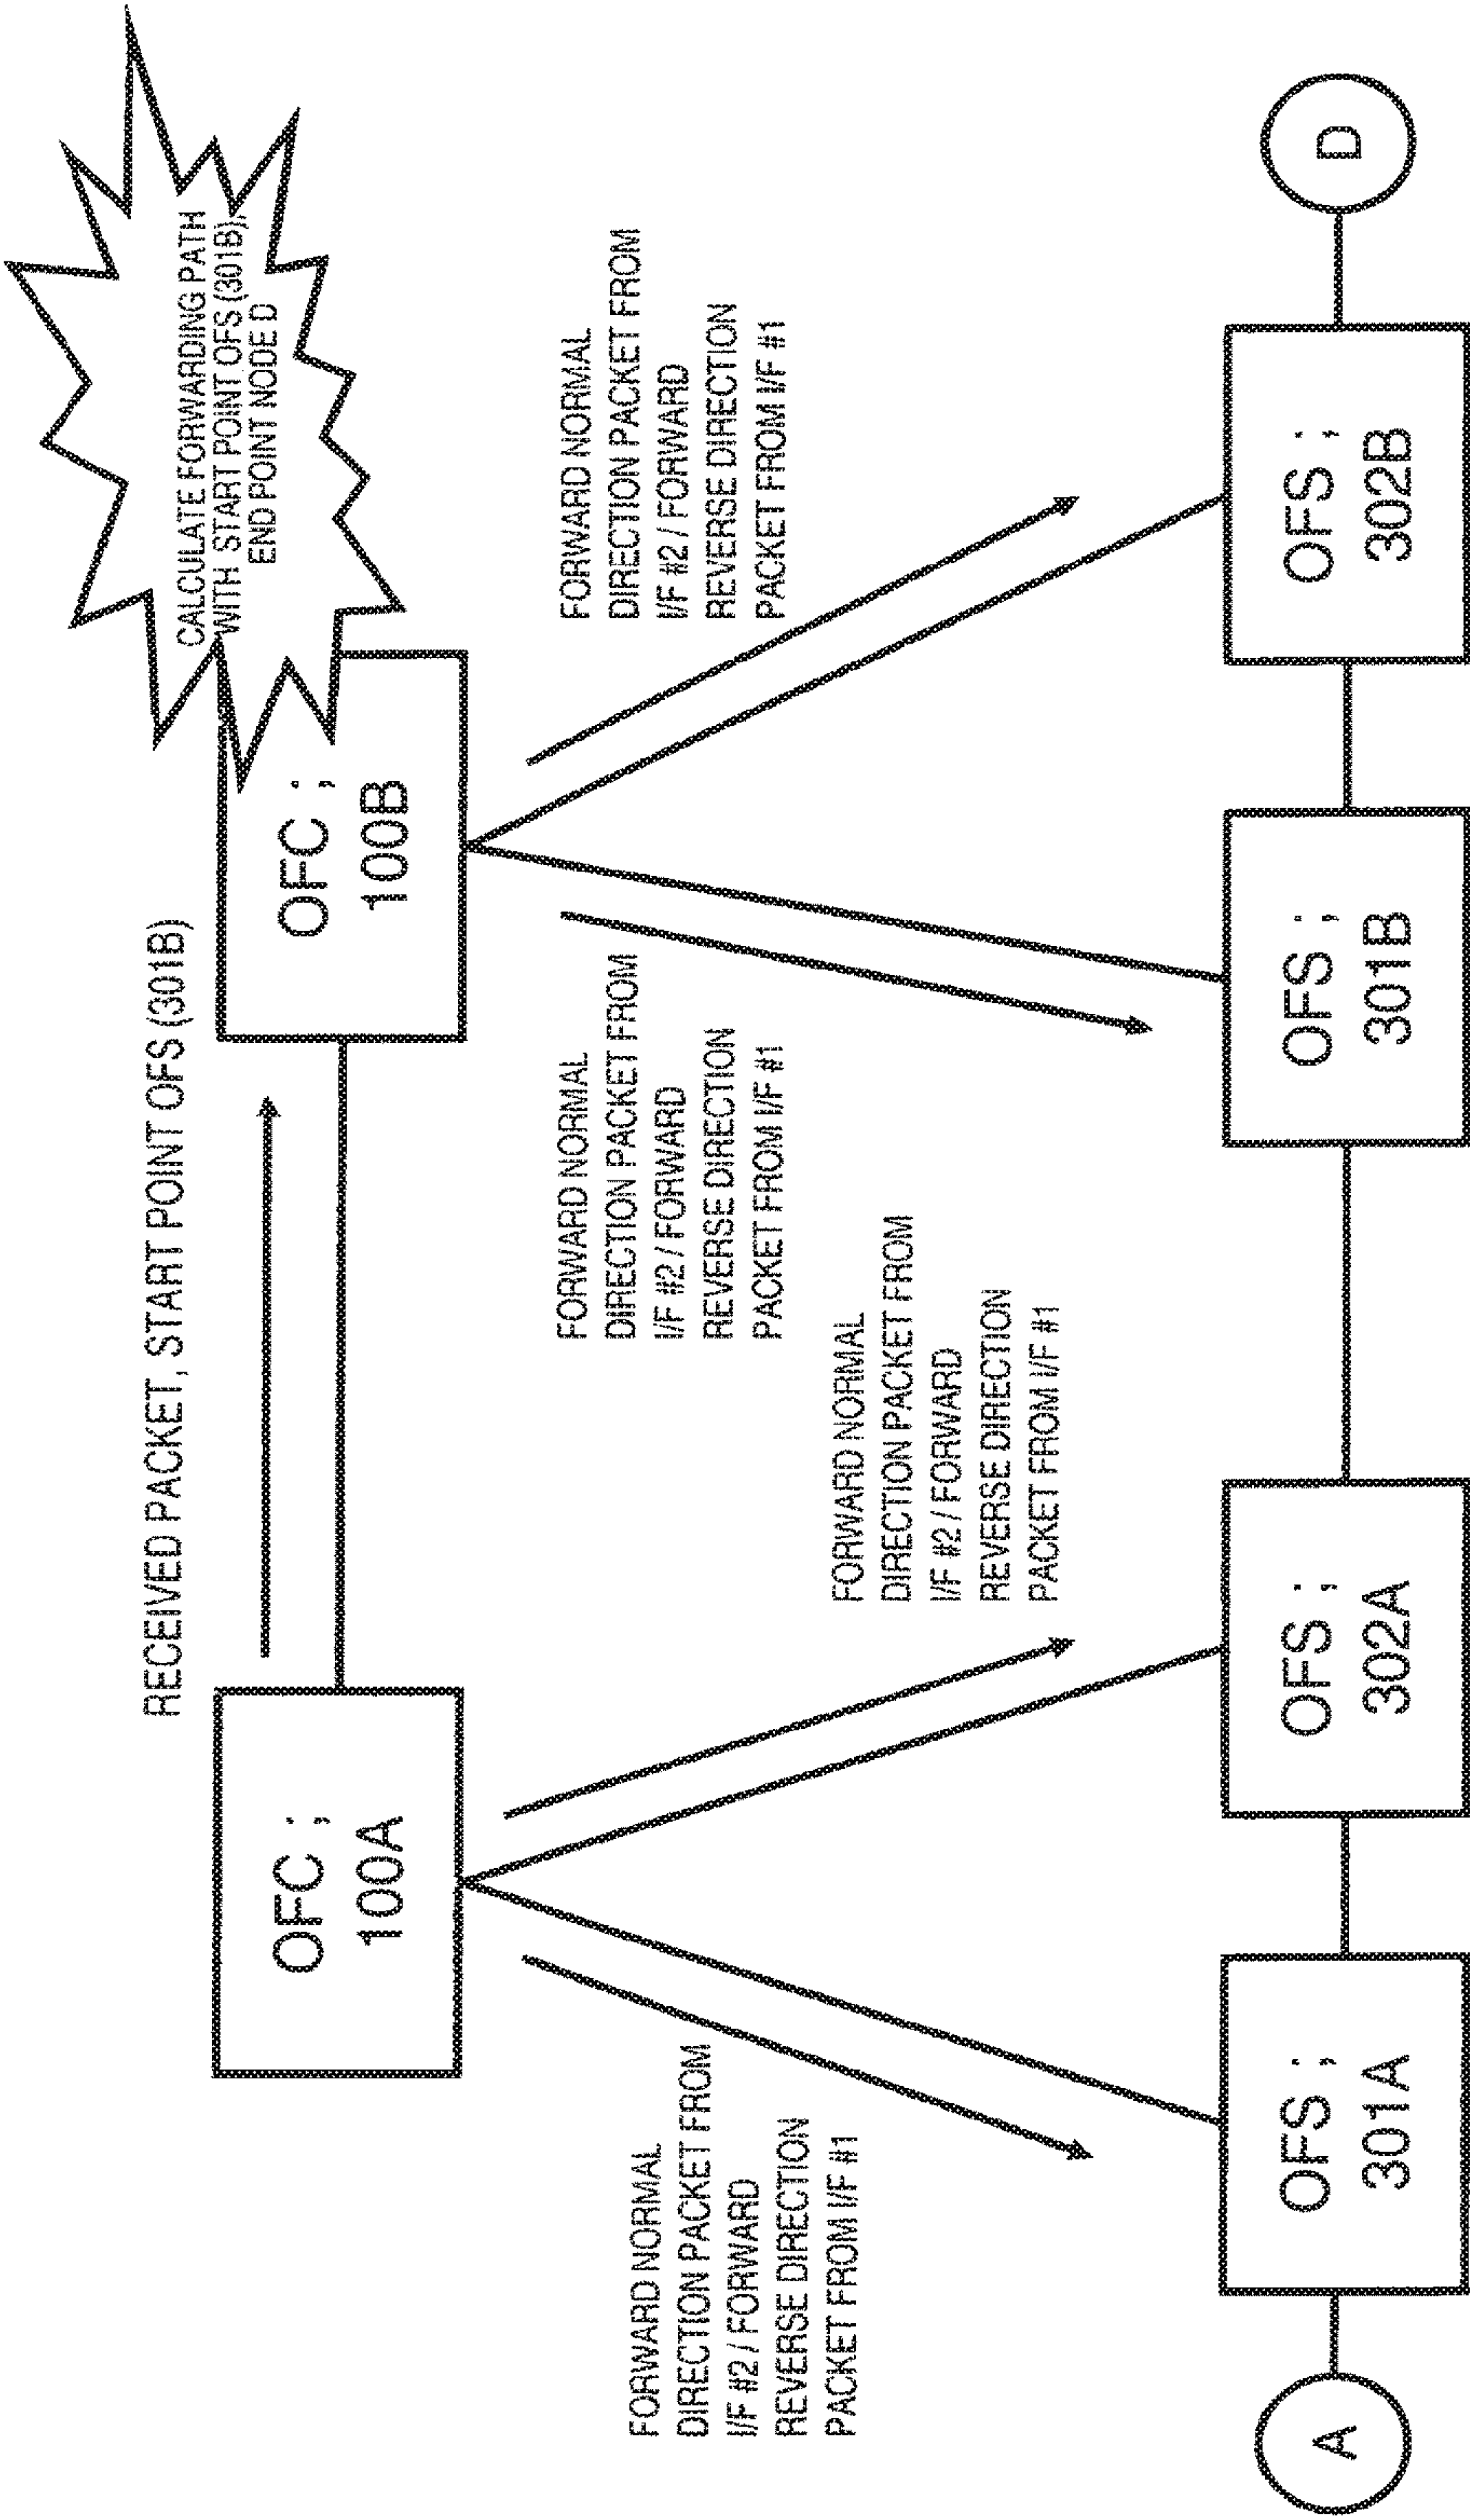 CALCULATE FORWARDING PATH
WITH START POINT OFS (301B),
END POINT NODE D
RECEIVED PACKET, START POINT OFS (301B)
OFC ;
100A
OFC ;
100B
FORWARD NORMAL
DIRECTION PACKET FROM
I/F #2 / FORWARD
REVERSE DIRECTION
PACKET FROM I/F #1
FORWARD NORMAL
DIRECTION PACKET FROM
I/F #2 / FORWARD
REVERSE DIRECTION
PACKET FROM I/F #1
FORWARD NORMAL
DIRECTION PACKET FROM
I/F #2 / FORWARD
REVERSE DIRECTION
PACKET FROM I/F #1
FORWARD NORMAL
DIRECTION PACKET FROM
I/F #2 / FORWARD
REVERSE DIRECTION
PACKET FROM I/F #1
A
OFS ;
301A
OFS ;
302A
OFS ;
301B
OFS ;
302B
D